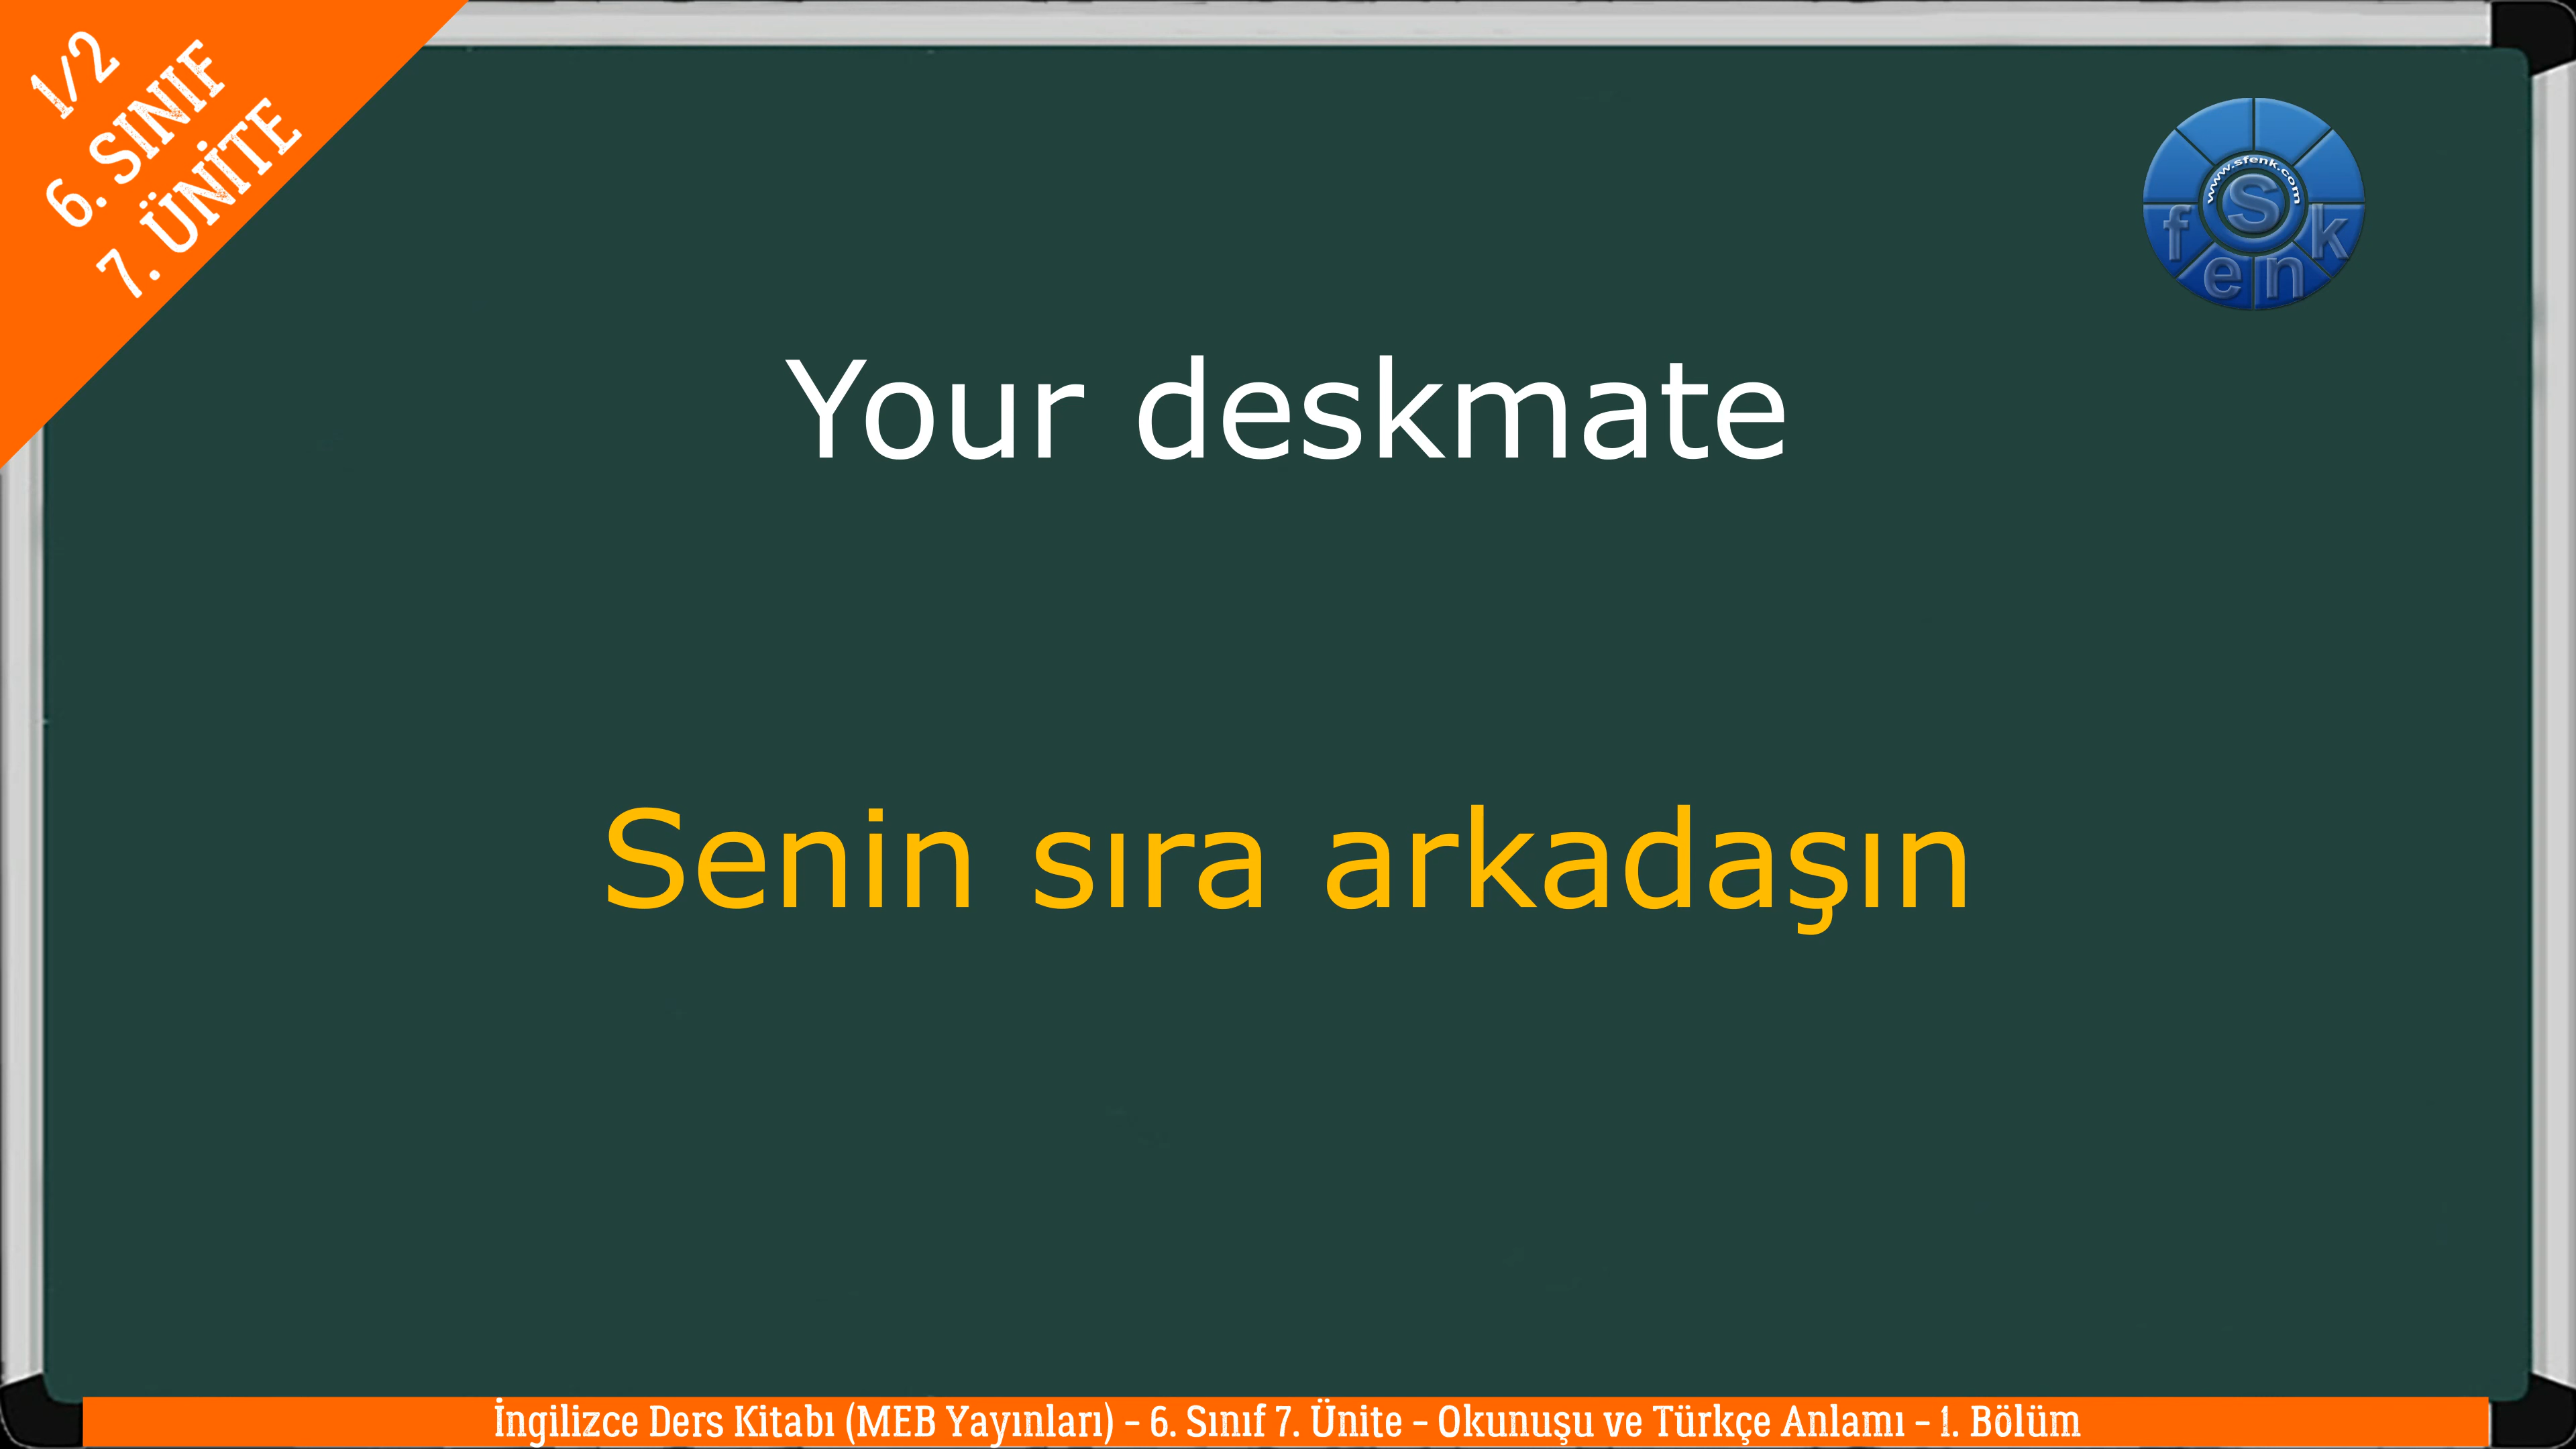 1/2
6. SINIF
7. ÜNİTE
www.sfenk.com
S
f e n k
Your deskmate
Senin sıra arkadaşın
İngilizce Ders Kitabı (MEB Yayınları) – 6. Sınıf 7. Ünite – Okunuşu ve Türkçe Anlamı – 1. Bölüm